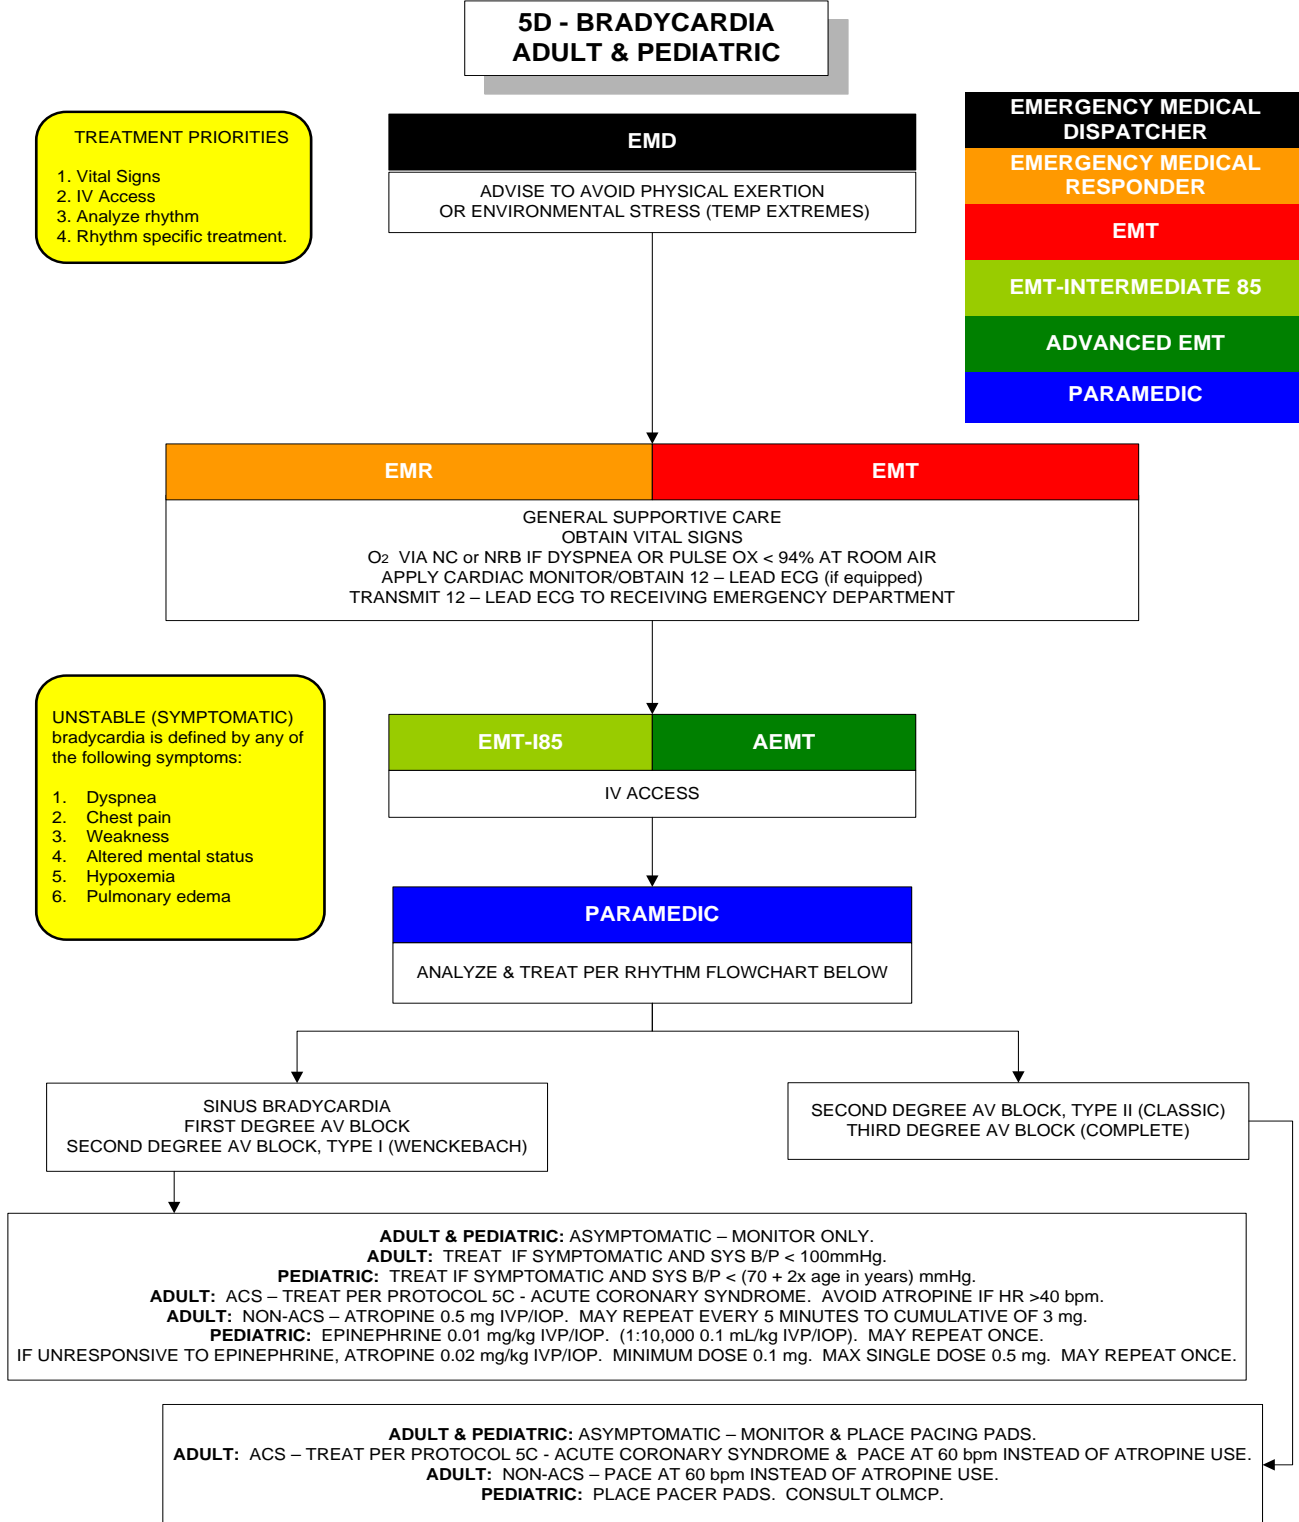 5D - BRADYCARDIA
ADULT & PEDIATRIC
TREATMENT PRIORITIES
1. Vital Signs
2. IV Access
3. Analyze rhythm
4. Rhythm specific treatment.
EMD
ADVISE TO AVOID PHYSICAL EXERTION
OR ENVIRONMENTAL STRESS (TEMP EXTREMES)
EMERGENCY MEDICAL
DISPATCHER
EMERGENCY MEDICAL
RESPONDER
EMT
EMT-INTERMEDIATE 85
ADVANCED EMT
PARAMEDIC
EMR
EMT
GENERAL SUPPORTIVE CARE
OBTAIN VITAL SIGNS
O2 VIA NC or NRB IF DYSPNEA OR PULSE OX < 94% AT ROOM AIR
APPLY CARDIAC MONITOR/OBTAIN 12 – LEAD ECG (if equipped)
TRANSMIT 12 – LEAD ECG TO RECEIVING EMERGENCY DEPARTMENT
UNSTABLE (SYMPTOMATIC)
bradycardia is defined by any of
the following symptoms:
1. Dyspnea
2. Chest pain
3. Weakness
4. Altered mental status
5. Hypoxemia
6. Pulmonary edema
EMT-I85
AEMT
IV ACCESS
PARAMEDIC
ANALYZE & TREAT PER RHYTHM FLOWCHART BELOW
SINUS BRADYCARDIA
FIRST DEGREE AV BLOCK
SECOND DEGREE AV BLOCK, TYPE I (WENCKEBACH)
SECOND DEGREE AV BLOCK, TYPE II (CLASSIC)
THIRD DEGREE AV BLOCK (COMPLETE)
ADULT & PEDIATRIC: ASYMPTOMATIC – MONITOR ONLY.
ADULT: TREAT IF SYMPTOMATIC AND SYS B/P < 100mmHg.
PEDIATRIC: TREAT IF SYMPTOMATIC AND SYS B/P < (70 + 2x age in years) mmHg.
ADULT: ACS – TREAT PER PROTOCOL 5C - ACUTE CORONARY SYNDROME. AVOID ATROPINE IF HR >40 bpm.
ADULT: NON-ACS – ATROPINE 0.5 mg IVP/IOP. MAY REPEAT EVERY 5 MINUTES TO CUMULATIVE OF 3 mg.
PEDIATRIC: EPINEPHRINE 0.01 mg/kg IVP/IOP. (1:10,000 0.1 mL/kg IVP/IOP). MAY REPEAT ONCE.
IF UNRESPONSIVE TO EPINEPHRINE, ATROPINE 0.02 mg/kg IVP/IOP. MINIMUM DOSE 0.1 mg. MAX SINGLE DOSE 0.5 mg. MAY REPEAT ONCE.
ADULT & PEDIATRIC: ASYMPTOMATIC – MONITOR & PLACE PACING PADS.
ADULT: ACS – TREAT PER PROTOCOL 5C - ACUTE CORONARY SYNDROME & PACE AT 60 bpm INSTEAD OF ATROPINE USE.
ADULT: NON-ACS – PACE AT 60 bpm INSTEAD OF ATROPINE USE.
PEDIATRIC: PLACE PACER PADS. CONSULT OLMCP.